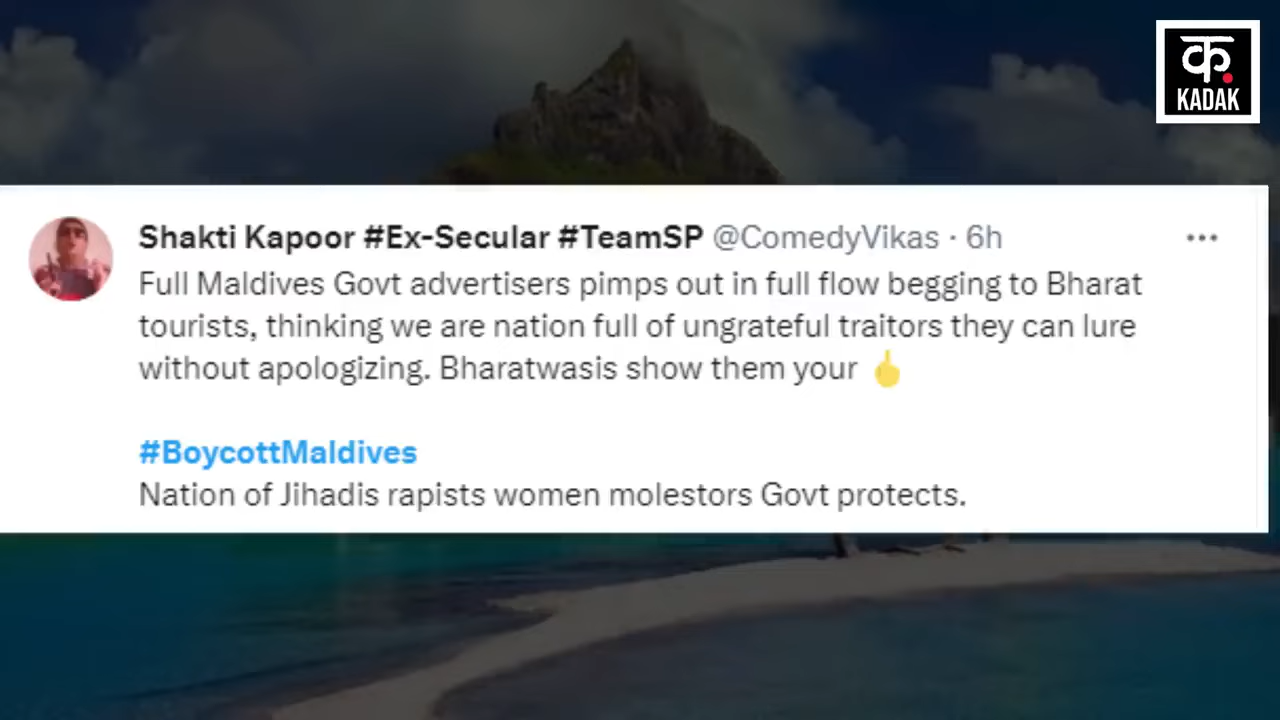 क.
KADAK
Shakti Kapoor #Ex-Secular #TeamSP @ComedyVikas · 6h
Full Maldives Govt advertisers pimps out in full flow begging to Bharat
tourists, thinking we are nation full of ungrateful traitors they can lure
without apologizing. Bharatwasis show them your 🖕
#BoycottMaldives
Nation of Jihadis rapists women molestors Govt protects.